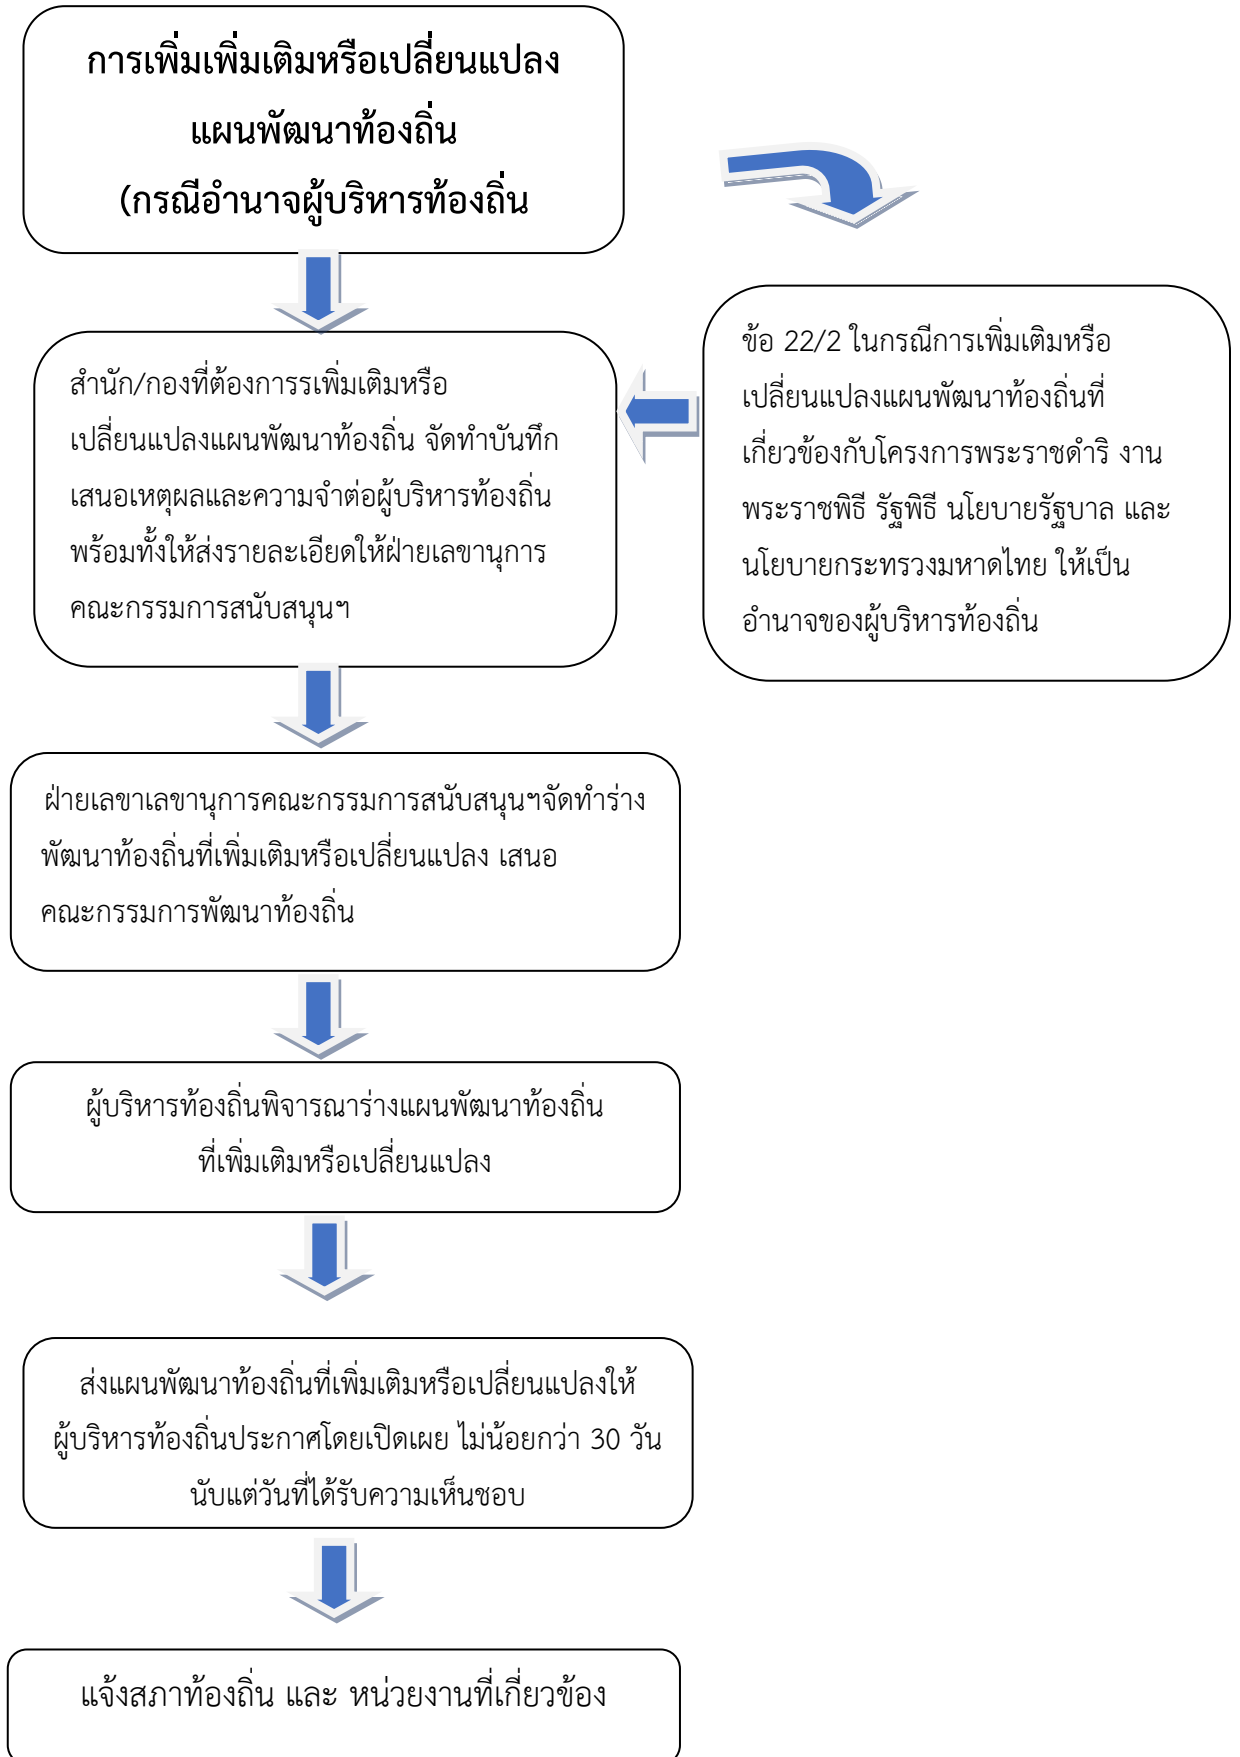 การเพิ่มเพิ่มเติมหรือเปลี่ยนแปลง
แผนพัฒนาท้องถิ่น
(กรณีอำนาจผู้บริหารท้องถิ่น
สำนัก/กองที่ต้องการรเพิ่มเติมหรือ
เปลี่ยนแปลงแผนพัฒนาท้องถิ่น จัดทำบันทึก
เสนอเหตุผลและความจำต่อผู้บริหารท้องถิ่น
พร้อมทั้งให้ส่งรายละเอียดให้ฝ่ายเลขานุการ
คณะกรรมการสนับสนุนฯ
ข้อ 22/2 ในกรณีการเพิ่มเติมหรือ
เปลี่ยนแปลงแผนพัฒนาท้องถิ่นที่
เกี่ยวข้องกับโครงการพระราชดำริ งาน
พระราชพิธี รัฐพิธี นโยบายรัฐบาล และ
นโยบายกระทรวงมหาดไทย ให้เป็น
อำนาจของผู้บริหารท้องถิ่น
ฝ่ายเลขาเลขานุการคณะกรรมการสนับสนุนฯจัดทำร่าง
พัฒนาท้องถิ่นที่เพิ่มเติมหรือเปลี่ยนแปลง เสนอ
คณะกรรมการพัฒนาท้องถิ่น
ผู้บริหารท้องถิ่นพิจารณาร่างแผนพัฒนาท้องถิ่น
ที่เพิ่มเติมหรือเปลี่ยนแปลง
ส่งแผนพัฒนาท้องถิ่นที่เพิ่มเติมหรือเปลี่ยนแปลงให้
ผู้บริหารท้องถิ่นประกาศโดยเปิดเผย ไม่น้อยกว่า 30 วัน
นับแต่วันที่ได้รับความเห็นชอบ
แจ้งสภาท้องถิ่น และ หน่วยงานที่เกี่ยวข้อง